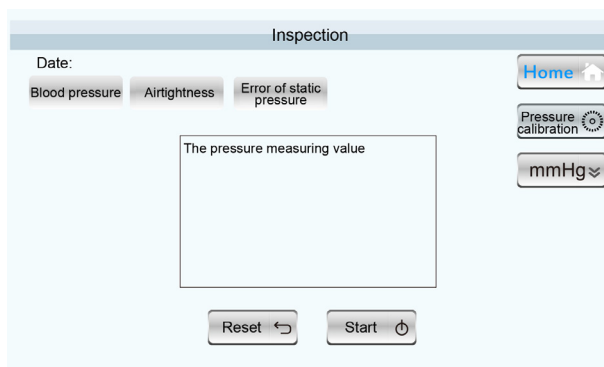 Inspection
Date:
Home
Blood pressure
Airtightness
Error of static
pressure
Pressure
calibration
The pressure measuring value
mmHg
Reset
Start